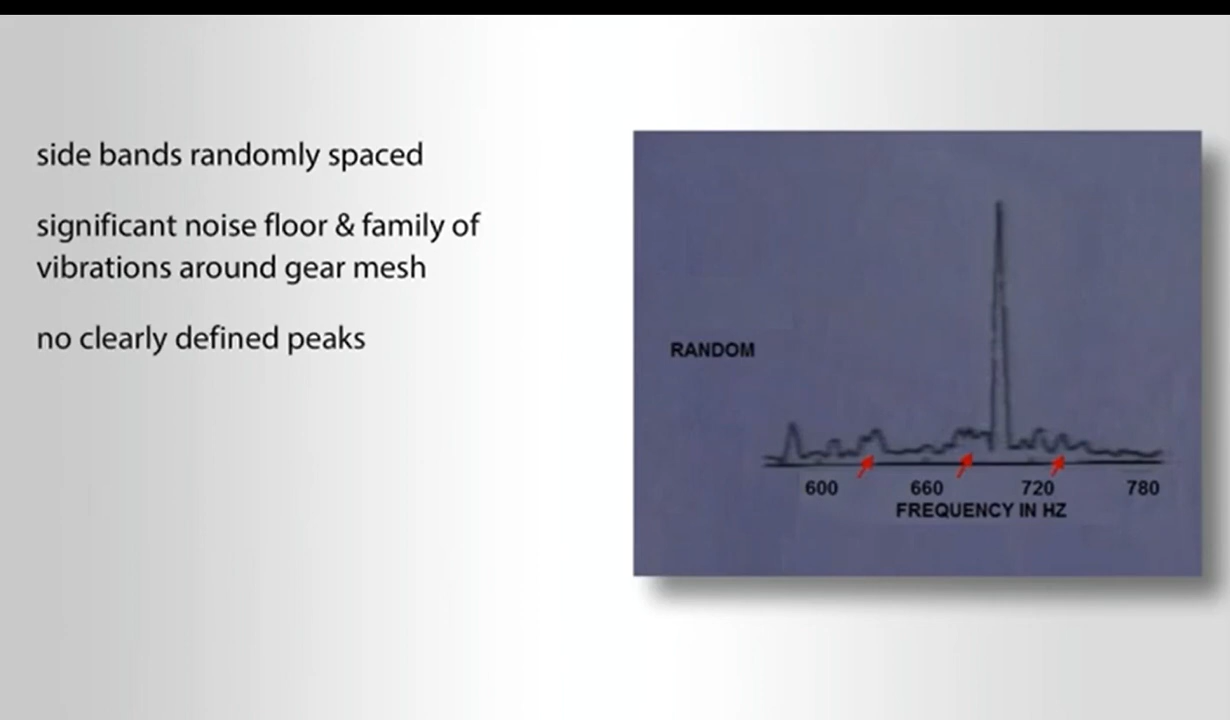 side bands randomly spaced
significant noise floor & family of
vibrations around gear mesh
no clearly defined peaks
RANDOM
600 660 720 780
FREQUENCY IN HZ